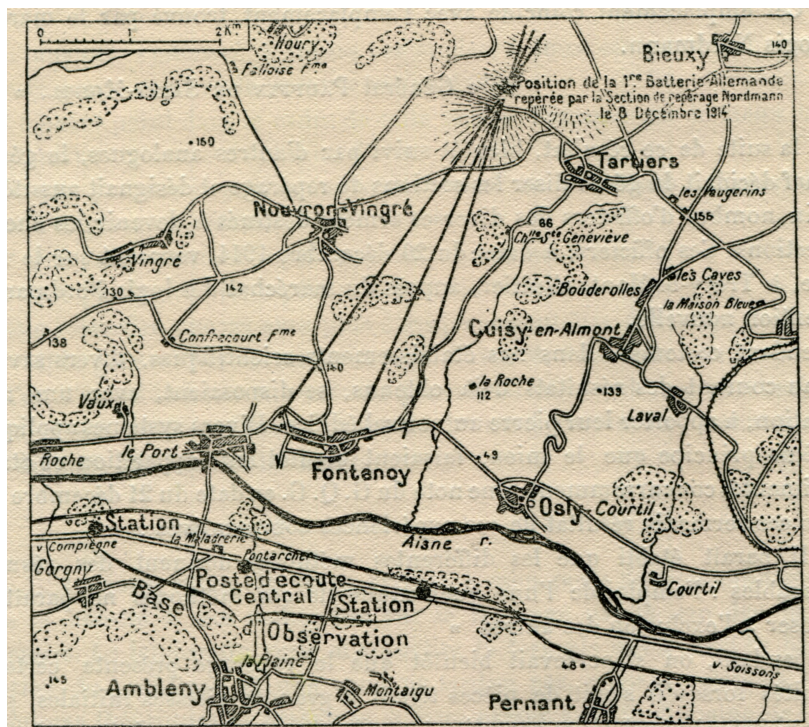 0 1 2 Km
Houry
Falloise Fme
Bieuxy
140
Position de la 1re Batterie Allemande
repérée par la Section de repérage Nordmann
le 8 Décembre 1914
150
Tartiers
les Vaugerins
155
Nouvron-Vingré
66
Chlle Ste Geneviève
Vingré
les Caves
Bouderolles
la Maison Bleue
130
142
138
Confrecourt Fme
Cuisy-en-Almont
140
la Roche
112
139
Vaux
Laval
Roche
le Port
Fontenoy
49
Osly-Courtil
Station
Aisne r.
v. Compiègne
la Maladrerie
Pontarcher
Gorgny
Base
Poste d'écoute
Central
Station
Courtil
d'Observation
la Plaine
145
Ambleny
Montaigu
48
Pernant
v. Soissons